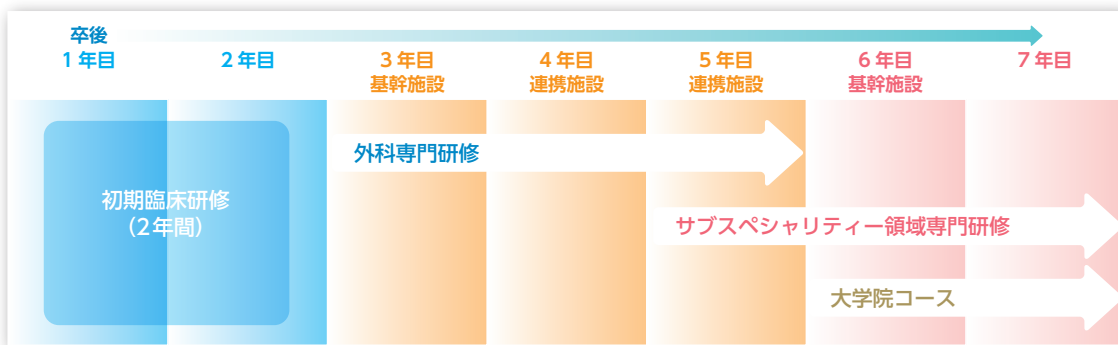 卒後
1年目
2年目
3年目
基幹施設
4年目
連携施設
5年目
連携施設
6年目
基幹施設
7年目
外科専門研修
初期臨床研修
(2年間)
サブスペシャリティー領域専門研修
大学院コース